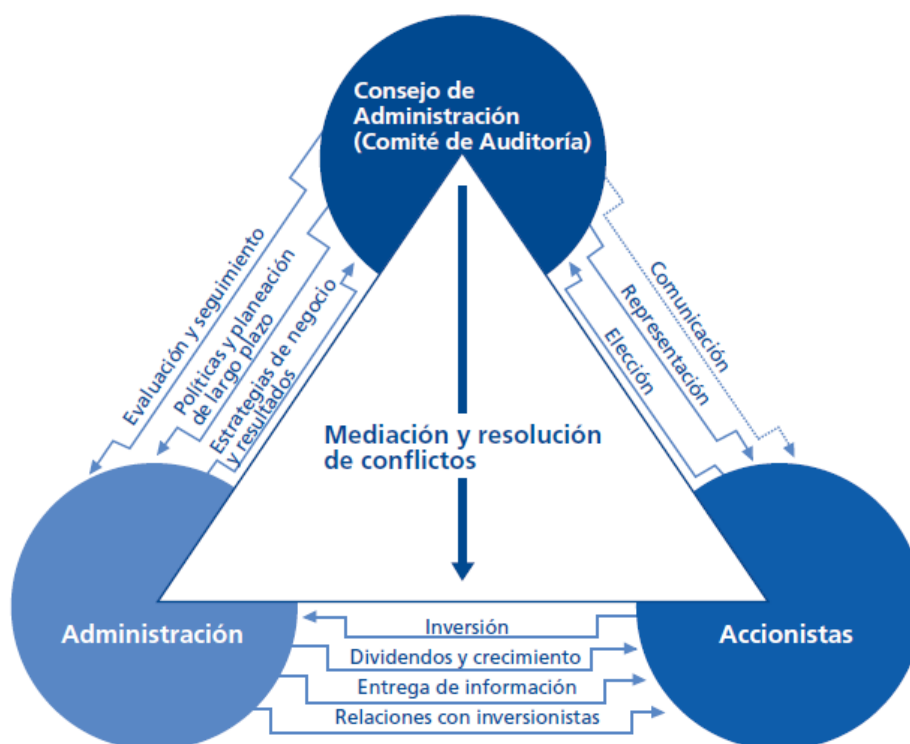 Consejo de
Administración
(Comité de Auditoría)
Evaluación y seguimiento
Políticas y planeación
de largo plazo
Estrategias de negocio
y resultados
Comunicación
Representación
Elección
Mediación y resolución
de conflictos
Administración
Accionistas
Inversión
Dividendos y crecimiento
Entrega de información
Relaciones con inversionistas